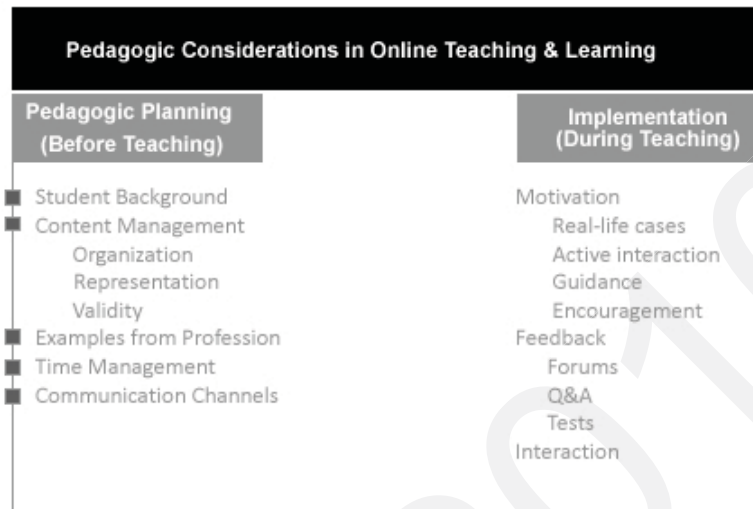 Pedagogic Considerations in Online Teaching & Learning
Pedagogic Planning
(Before Teaching)
Student Background
Content Management
Organization
Representation
Validity
Examples from Profession
Time Management
Communication Channels
Implementation
(During Teaching)
Motivation
Real-life cases
Active interaction
Guidance
Encouragement
Feedback
Forums
Q&A
Tests
Interaction